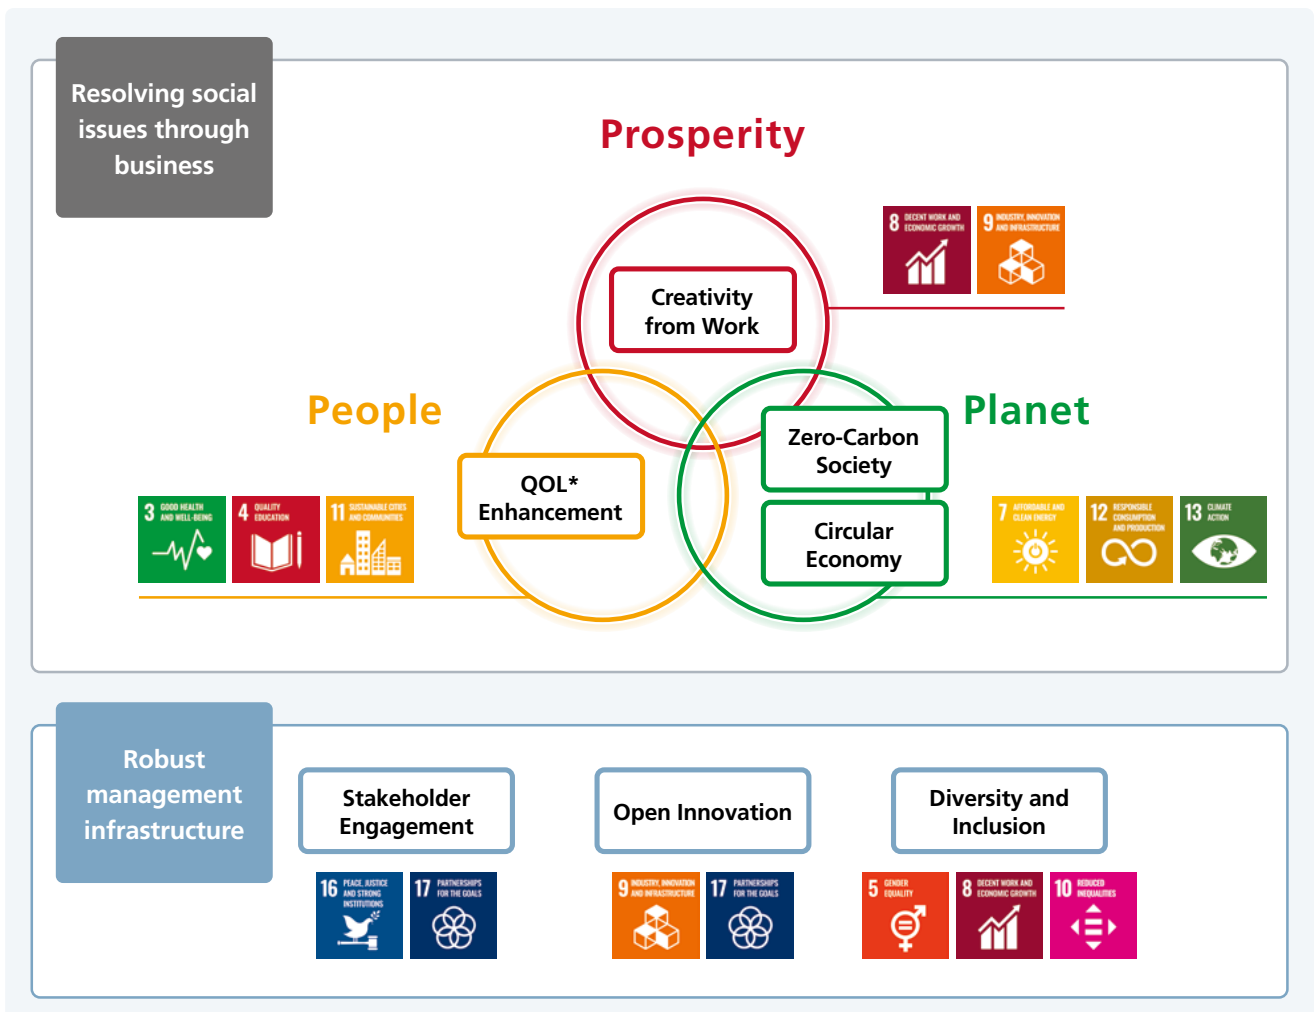 Resolving social
issues through
business
Prosperity
8 DECENT WORK AND
ECONOMIC GROWTH
9 INDUSTRY, INNOVATION
AND INFRASTRUCTURE
Creativity
from Work
People
Planet
Zero-Carbon
Society
QOL*
Enhancement
3 GOOD HEALTH
AND WELL-BEING
4 QUALITY
EDUCATION
11 SUSTAINABLE CITIES
AND COMMUNITIES
Circular
Economy
7 AFFORDABLE AND
CLEAN ENERGY
12 RESPONSIBLE
CONSUMPTION
AND PRODUCTION
13 CLIMATE
ACTION
Robust
management
infrastructure
Stakeholder
Engagement
Open Innovation
Diversity and
Inclusion
16 PEACE, JUSTICE
AND STRONG
INSTITUTIONS
17 PARTNERSHIPS
FOR THE GOALS
9 INDUSTRY, INNOVATION
AND INFRASTRUCTURE
17 PARTNERSHIPS
FOR THE GOALS
5 GENDER
EQUALITY
8 DECENT WORK AND
ECONOMIC GROWTH
10 REDUCED
INEQUALITIES